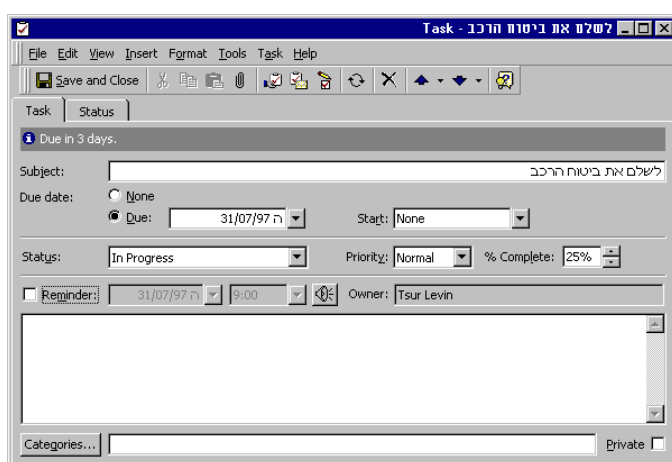 לשלם את ביטוח הרכב - Task
File Edit View Insert Format Tools Task Help
Save and Close
Task Status
Due in 3 days.
Subject: לשלם את ביטוח הרכב
Due date: None
Due: ה 31/07/97 Start: None
Status: In Progress Priority: Normal % Complete: 25%
Reminder: ה 31/07/97 9:00 Owner: Tsur Levin
Categories... Private